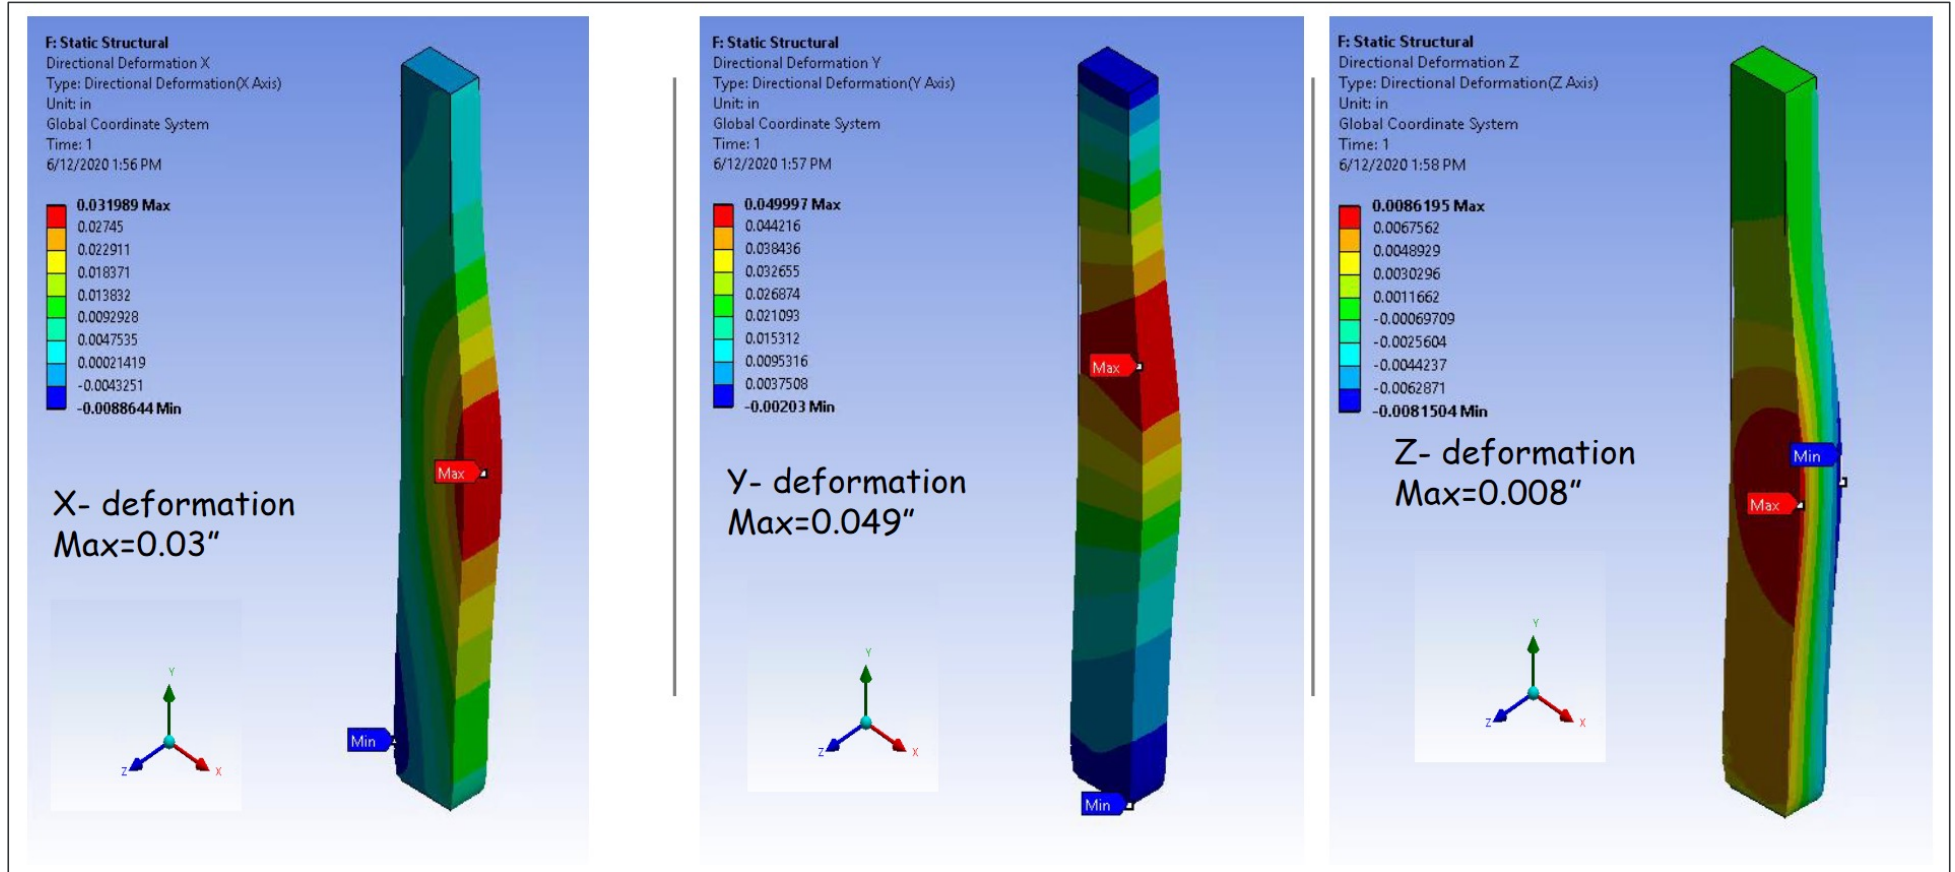 F: Static Structural
Directional Deformation X
Type: Directional Deformation(X Axis)
Unit: in
Global Coordinate System
Time: 1
6/12/2020 1:56 PM
0.031989 Max
0.02745
0.022911
0.018371
0.013832
0.0092928
0.0047535
0.00021419
-0.0043251
-0.0088644 Min
Max
X- deformation
Max=0.03"
Min
Y
Z
X
F: Static Structural
Directional Deformation Y
Type: Directional Deformation(Y Axis)
Unit: in
Global Coordinate System
Time: 1
6/12/2020 1:57 PM
0.049997 Max
0.044216
0.038436
0.032655
0.026874
0.021093
0.015312
0.0095316
0.0037508
-0.00203 Min
Max
Y- deformation
Max=0.049"
Y
Z
X
Min
F: Static Structural
Directional Deformation Z
Type: Directional Deformation(Z Axis)
Unit: in
Global Coordinate System
Time: 1
6/12/2020 1:58 PM
0.0086195 Max
0.0067562
0.0048929
0.0030296
0.0011662
-0.00069709
-0.0025604
-0.0044237
-0.0062871
-0.0081504 Min
Z- deformation
Max=0.008"
Min
Max
Y
Z
X